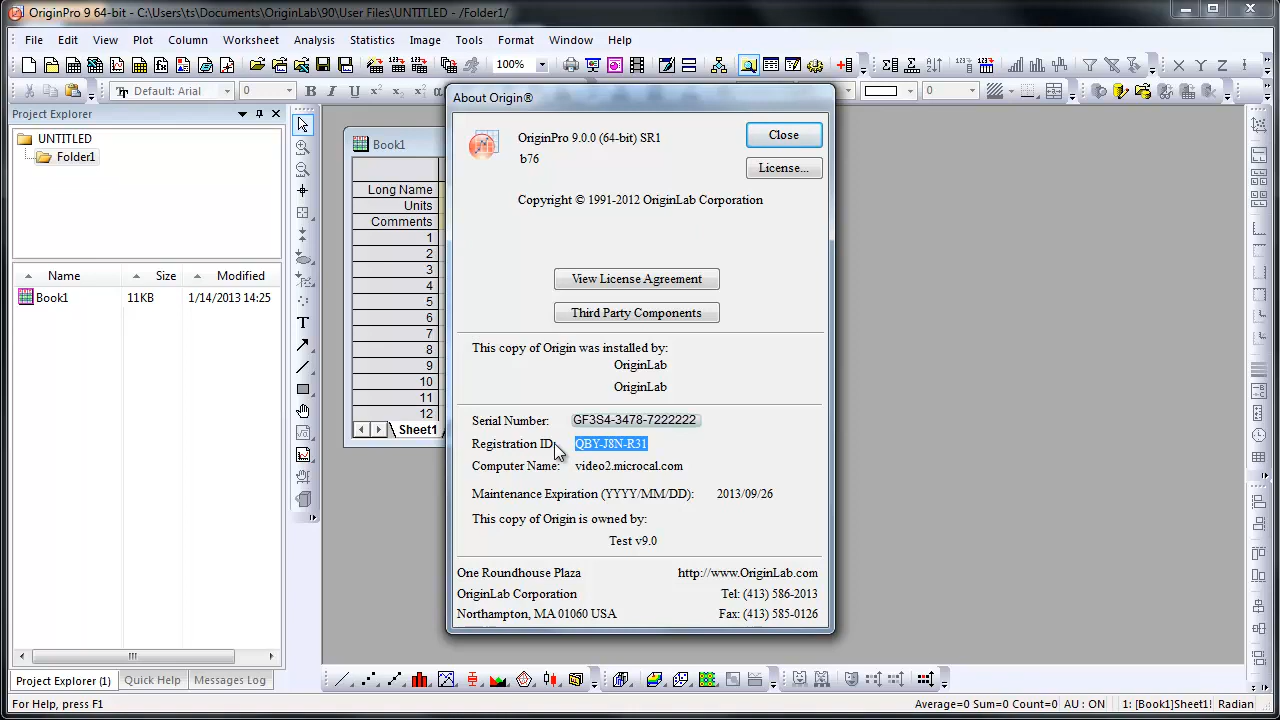 OriginPro 9 64-bit - C:\Users\ts\Documents\OriginLab\90\User Files\UNTITLED - /Folder1/
File Edit View Plot Column Worksheet Analysis Statistics Image Tools Format Window Help
100%
Default: Arial 0 B I U 0
Project Explorer
UNTITLED
Folder1
Name Size Modified
Book1 11KB 1/14/2013 14:25
Book1
Long Name
Units
Comments
1
2
3
4
5
6
7
8
9
10
11
12
Sheet1
About Origin®
OriginPro 9.0.0 (64-bit) SR1
b76
Close
License...
Copyright © 1991-2012 OriginLab Corporation
View License Agreement
Third Party Components
This copy of Origin was installed by:
OriginLab
OriginLab
Serial Number: GF3S4-3478-7222222
Registration ID: QBY-J8N-R31
Computer Name: video2.microcal.com
Maintenance Expiration (YYYY/MM/DD): 2013/09/26
This copy of Origin is owned by:
Test v9.0
One Roundhouse Plaza http://www.OriginLab.com
OriginLab Corporation Tel: (413) 586-2013
Northampton, MA 01060 USA Fax: (413) 585-0126
Project Explorer (1) Quick Help Messages Log
For Help, press F1
Average=0 Sum=0 Count=0 AU : ON 1: [Book1]Sheet1! Radian